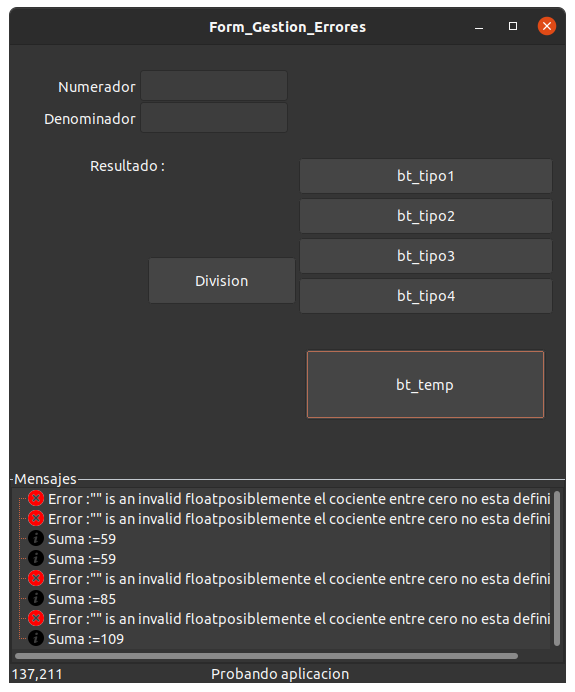 Form_Gestion_Errores
Numerador
Denominador
Resultado :
bt_tipo1
bt_tipo2
bt_tipo3
Division
bt_tipo4
bt_temp
Mensajes
Error :"" is an invalid floatposiblemente el cociente entre cero no esta defini
Error :"" is an invalid floatposiblemente el cociente entre cero no esta defini
Suma :=59
Suma :=59
Error :"" is an invalid floatposiblemente el cociente entre cero no esta defini
Suma :=85
Error :"" is an invalid floatposiblemente el cociente entre cero no esta defini
Suma :=109
137,211 Probando aplicacion